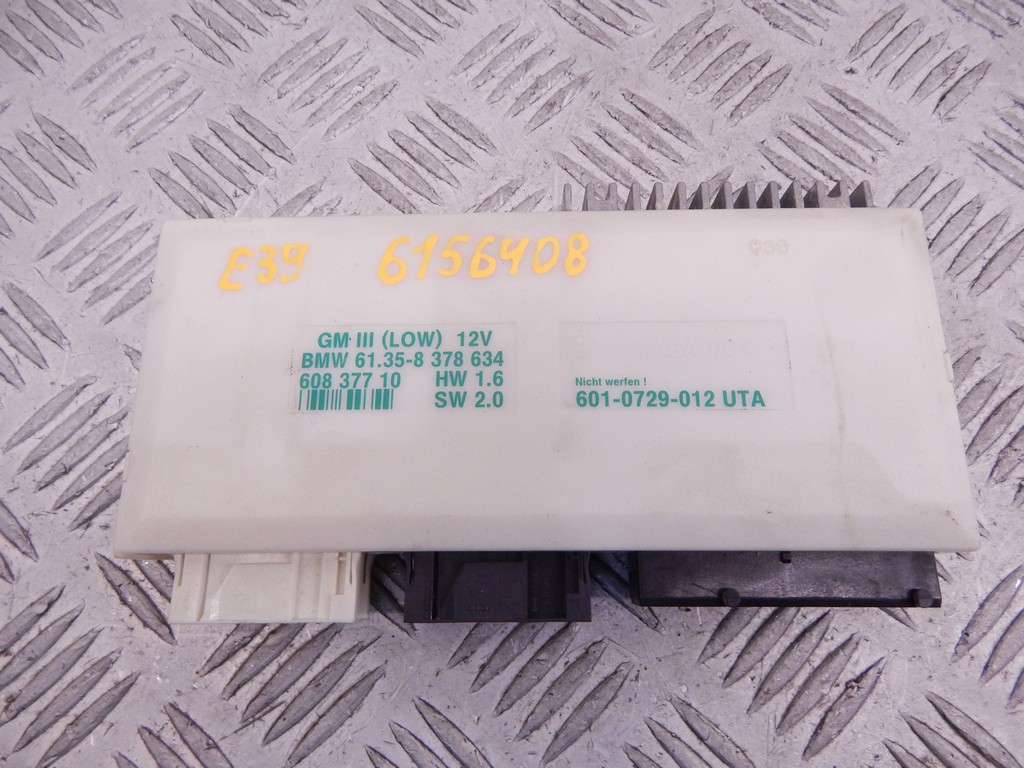 E39 6156408
GM III (LOW) 12V
BMW 61.35-8 378 634
608 377 10 HW 1.6
SW 2.0
Nicht werfen !
601-0729-012 UTA